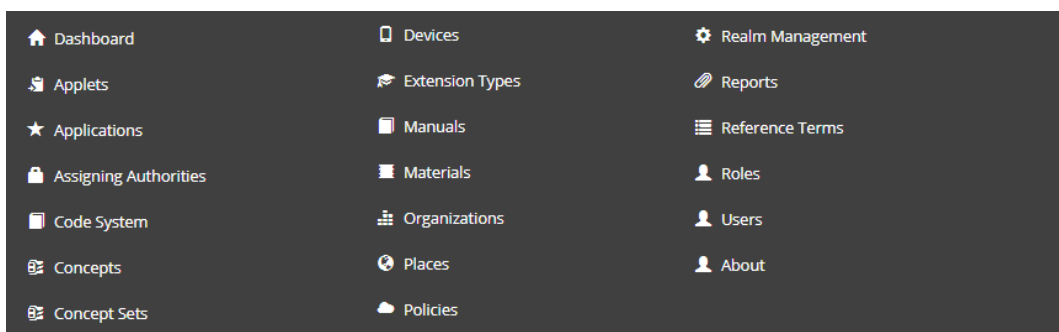 Dashboard
Applets
Applications
Assigning Authorities
Code System
Concepts
Concept Sets
Devices
Extension Types
Manuals
Materials
Organizations
Places
Policies
Realm Management
Reports
Reference Terms
Roles
Users
About